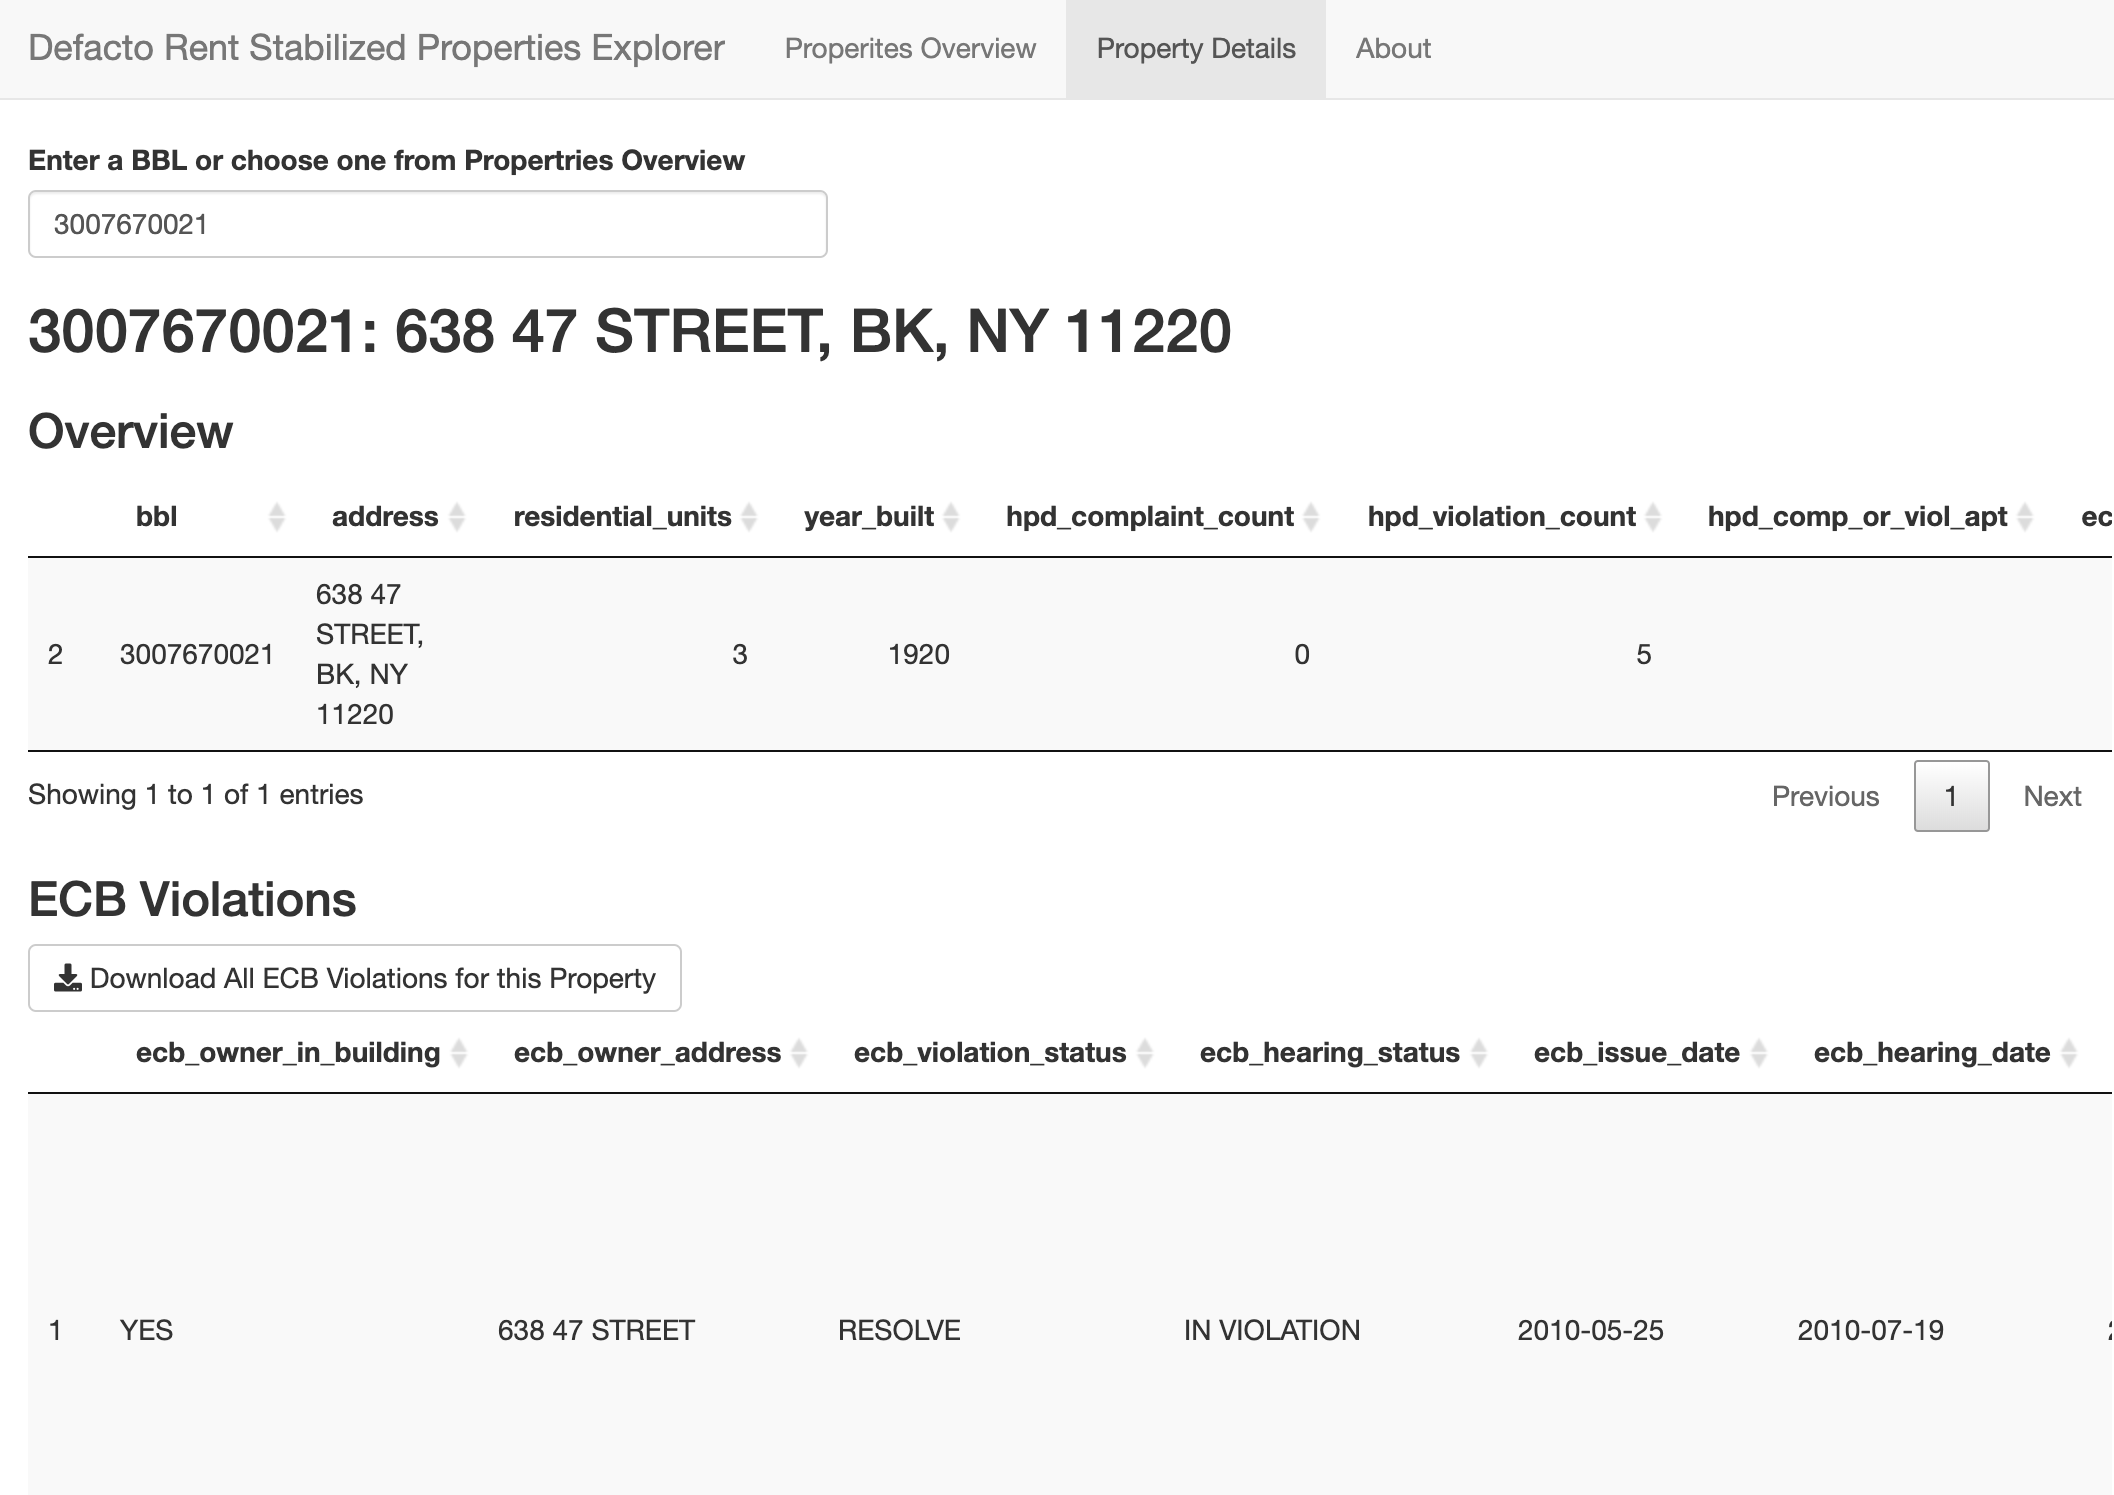 Defacto Rent Stabilized Properties Explorer Properites Overview Property Details About
Enter a BBL or choose one from Propertries Overview
3007670021
3007670021: 638 47 STREET, BK, NY 11220
Overview
bbl address residential_units year_built hpd_complaint_count hpd_violation_count hpd_comp_or_viol_apt ec
2 3007670021 638 47 STREET, BK, NY 11220 3 1920 0 5
Showing 1 to 1 of 1 entries Previous 1 Next
ECB Violations
Download All ECB Violations for this Property
ecb_owner_in_building ecb_owner_address ecb_violation_status ecb_hearing_status ecb_issue_date ecb_hearing_date
1 YES 638 47 STREET RESOLVE IN VIOLATION 2010-05-25 2010-07-19